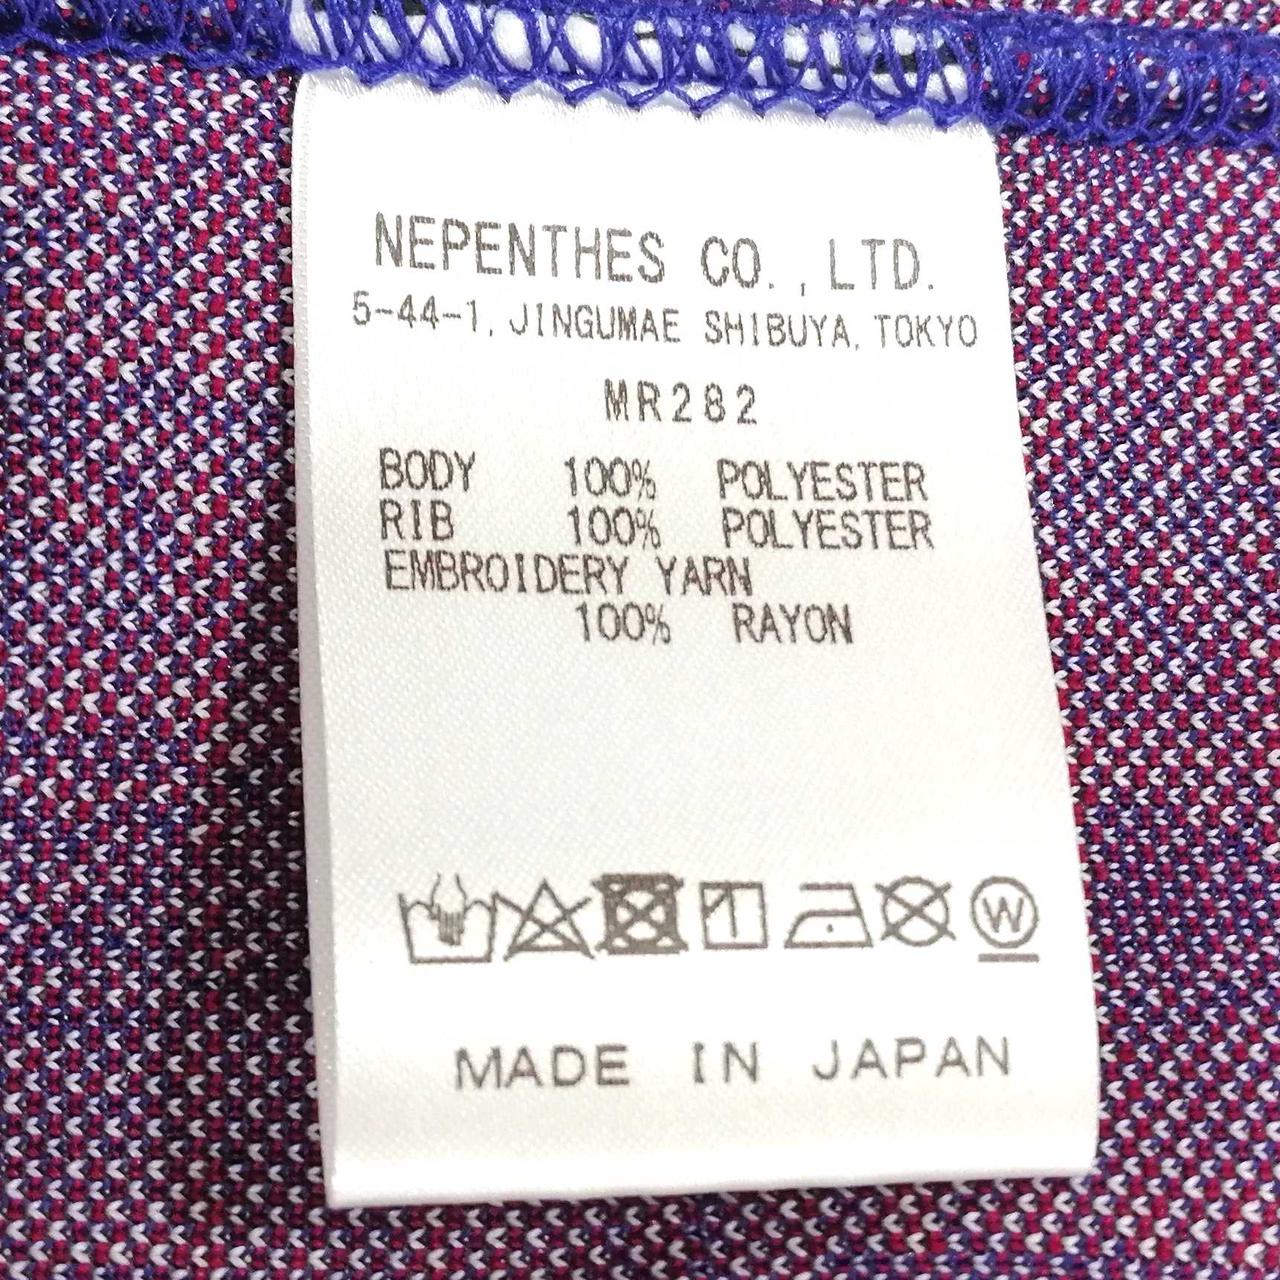 NEPENTHES CO., LTD.
5-44-1, JINGUMAE SHIBUYA, TOKYO
MR282
BODY 100% POLYESTER
RIB 100% POLYESTER
EMBROIDERY YARN
100% RAYON
W
MADE IN JAPAN